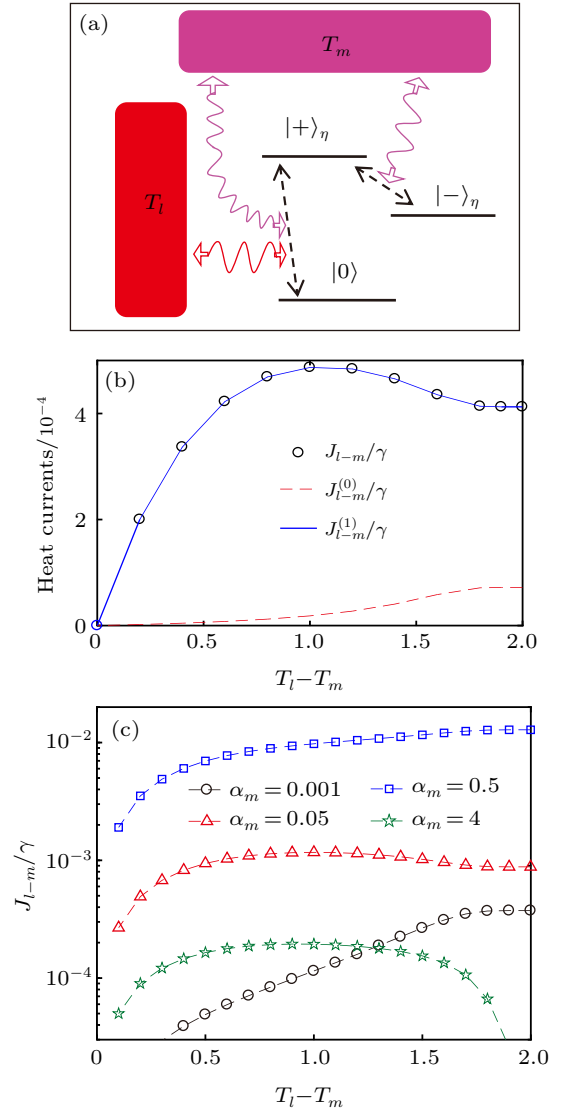 (a)
T_m
T_l
|+⟩_η
|−⟩_η
|0⟩
(b)
Heat currents/10^{-4}
4
2
0
J_{l−m}/γ
J_{l−m}^{(0)}/γ
J_{l−m}^{(1)}/γ
0 0.5 1.0 1.5 2.0
T_l−T_m
(c)
J_{l−m}/γ
10^{-2}
10^{-3}
10^{-4}
α_m=0.001 α_m=0.5
α_m=0.05 α_m=4
0 0.5 1.0 1.5 2.0
T_l−T_m